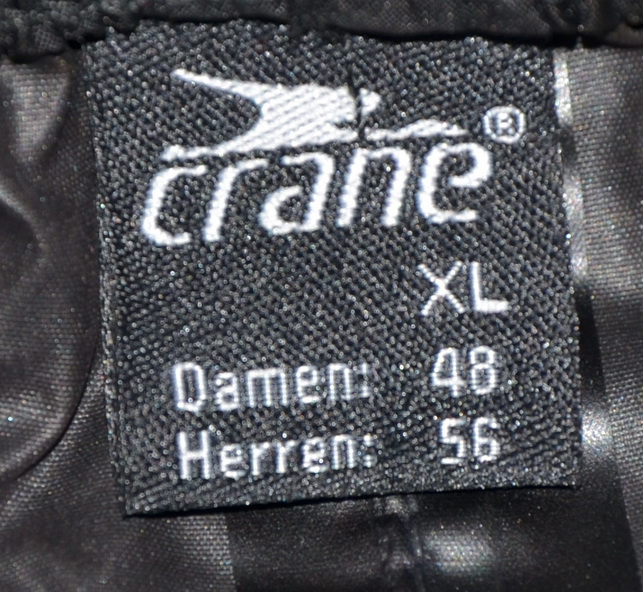 crane®
XL
Damen: 48
Herren: 56